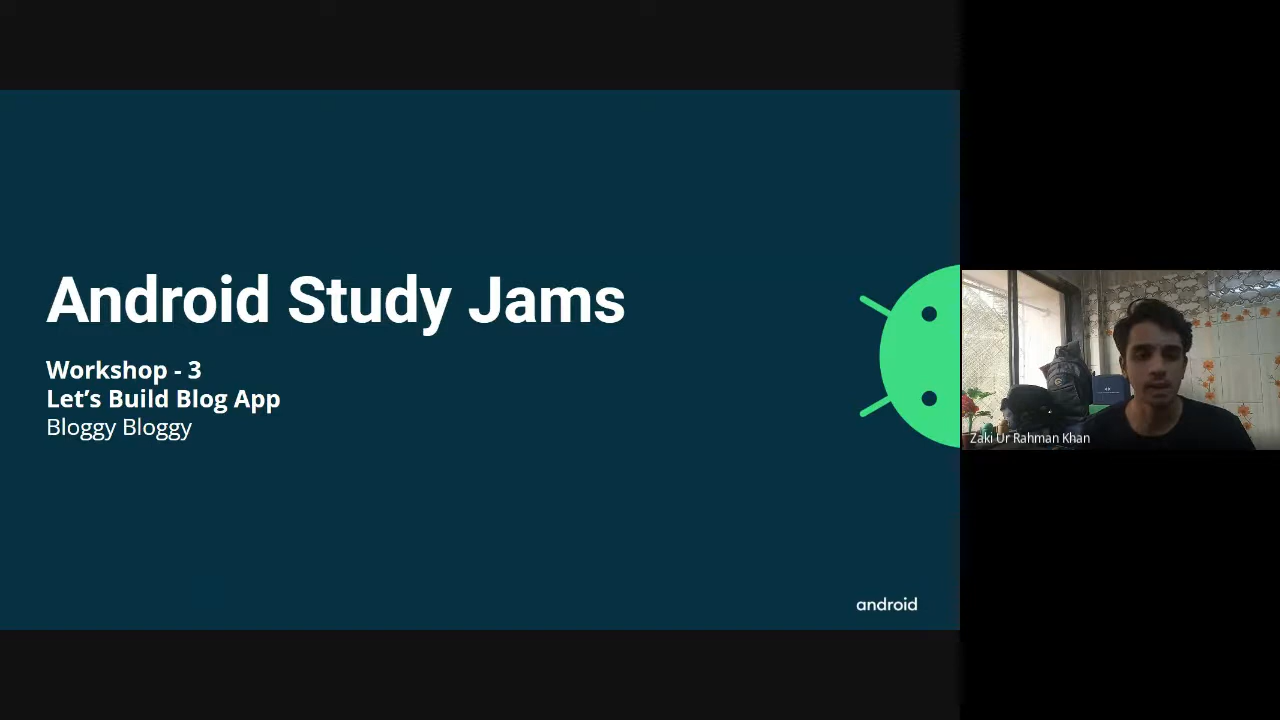 Android Study Jams
Workshop - 3
Let’s Build Blog App
Bloggy Bloggy
android
Zaki Ur Rahman Khan